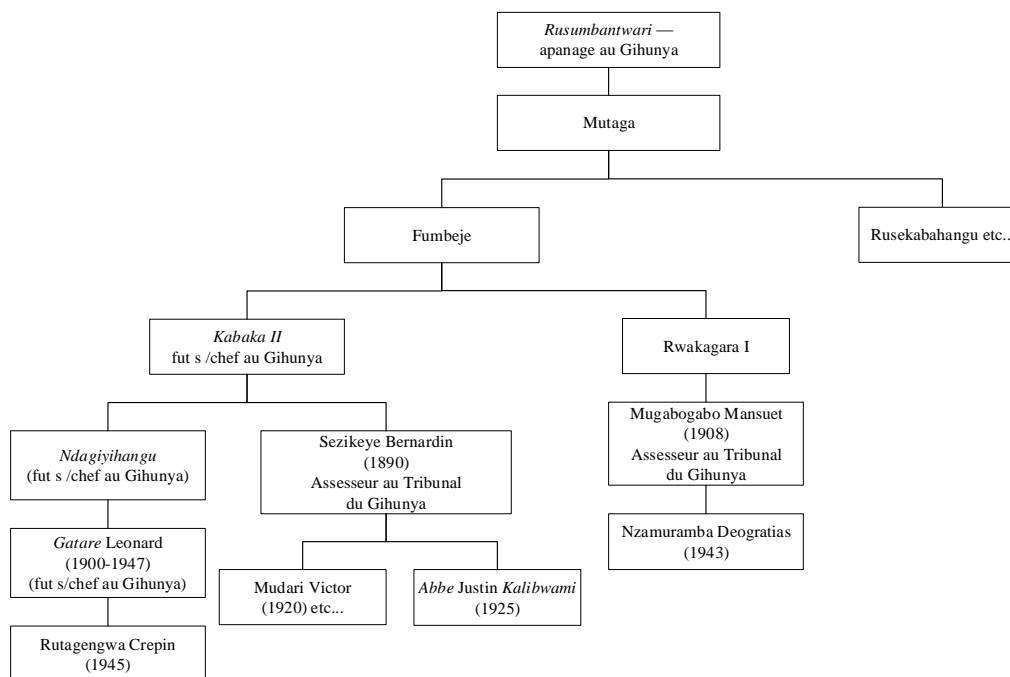 Rusumbantwari —
apanage au Gihunya
Mutaga
Fumbeje
Rusekabahangu etc..
Kabaka II
fut s /chef au Gihunya
Rwakagara I
Ndagiyihangu
(fut s /chef au Gihunya)
Sezikeye Bernardin
(1890)
Assesseur au Tribunal
du Gihunya
Mugabogabo Mansuet
(1908)
Assesseur au Tribunal
du Gihunya
Gatare Leonard
(1900-1947)
(fut s/chef au Gihunya)
Mudari Victor
(1920) etc...
Abbe Justin Kalibwami
(1925)
Nzamuramba Deogratias
(1943)
Rutagengwa Crepin
(1945)